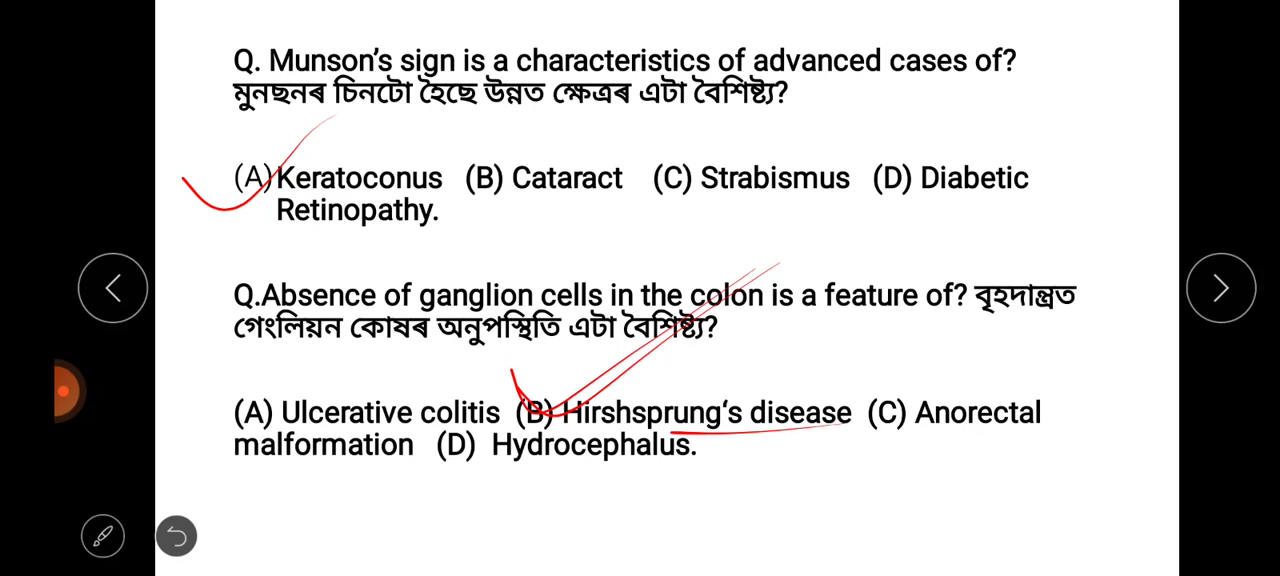 Q. Munson’s sign is a characteristics of advanced cases of?
মুনছনৰ চিনটো হৈছে উন্নত ক্ষেত্ৰৰ এটা বৈশিষ্ট্য?
(A) Keratoconus (B) Cataract (C) Strabismus (D) Diabetic
Retinopathy.
Q.Absence of ganglion cells in the colon is a feature of? বৃহদান্ত্ৰত
গেংলিয়ন কোষৰ অনুপস্থিতি এটা বৈশিষ্ট্য?
(A) Ulcerative colitis (B) Hirshsprung‘s disease (C) Anorectal
malformation (D) Hydrocephalus.